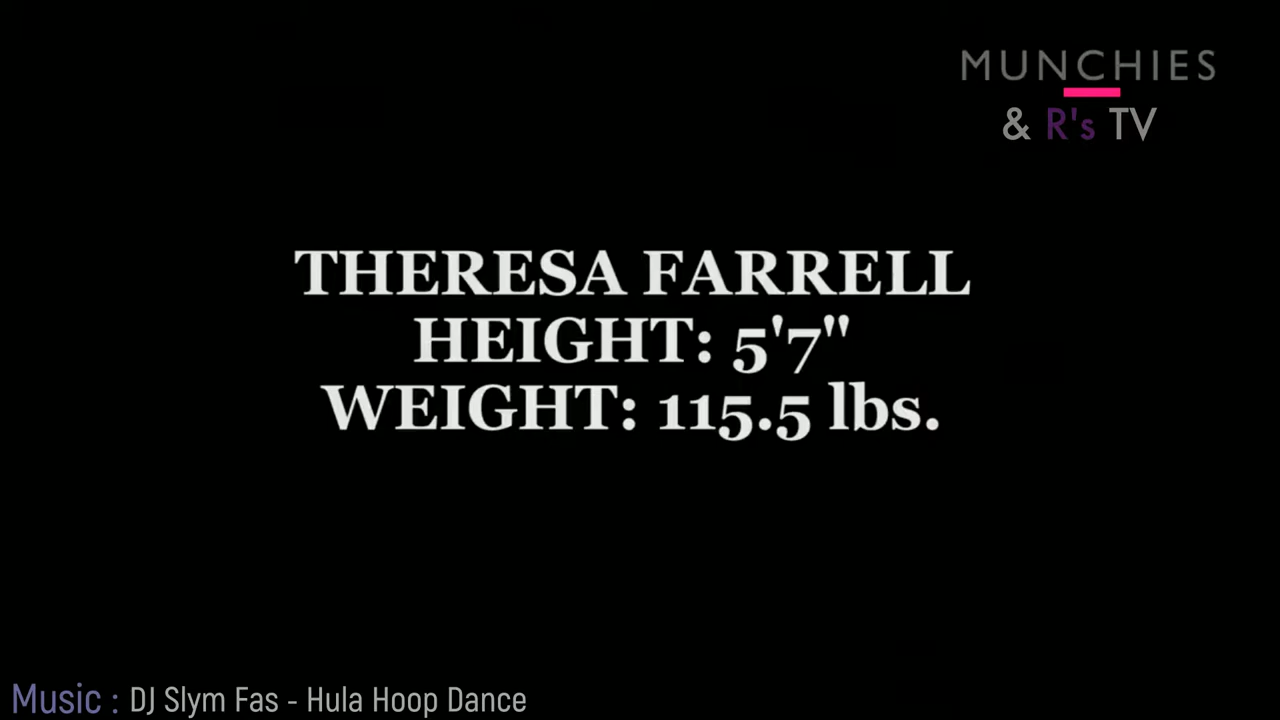 MUNCHIES
& R's TV
THERESA FARRELL
HEIGHT: 5'7"
WEIGHT: 115.5 lbs.
Music : DJ Slym Fas - Hula Hoop Dance